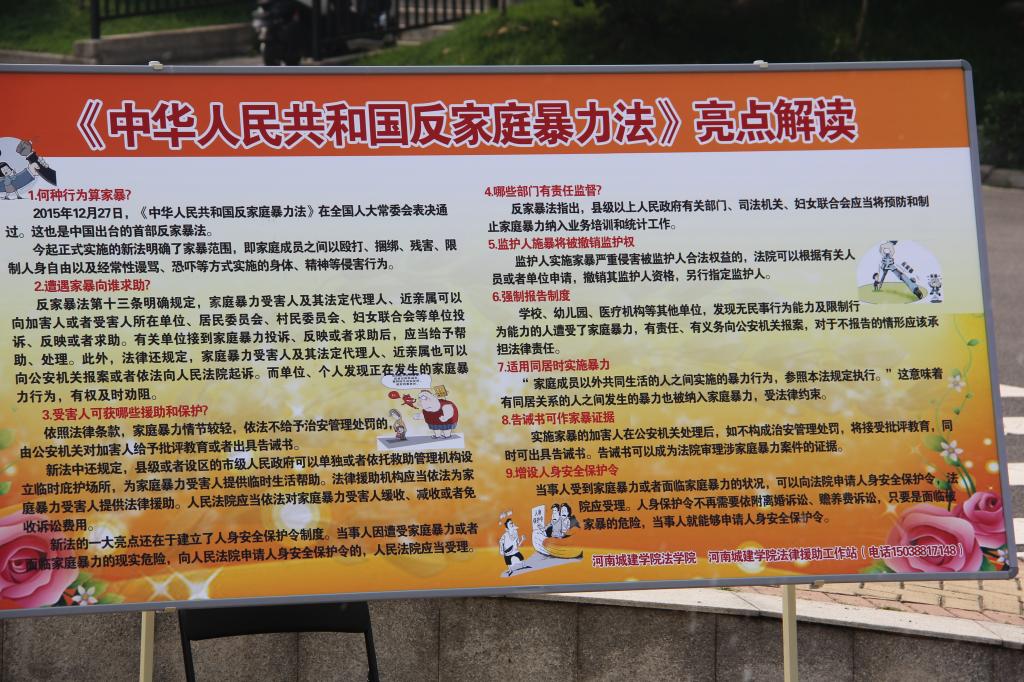 《中华人民共和国反家庭暴力法》亮点解读
1.何种行为算家暴?
2015年12月27日，《中华人民共和国反家庭暴力法》在全国人大常委会表决通
过。这也是中国出台的首部反家暴法。
今起正式实施的新法明确了家暴范围，即家庭成员之间以殴打、捆绑、残害、限
制人身自由以及经常性谩骂、恐吓等方式实施的身体、精神等侵害行为。
2.遭遇家暴向谁求助?
反家暴法第十三条明确规定，家庭暴力受害人及其法定代理人、近亲属可以
向加害人或者受害人所在单位、居民委员会、村民委员会、妇女联合会等单位投
诉、反映或者求助。有关单位接到家庭暴力投诉、反映或者求助后，应当给予帮
助、处理。此外，法律还规定，家庭暴力受害人及其法定代理人、近亲属也可以
向公安机关报案或者依法向人民法院起诉。而单位、个人发现正在发生的家庭暴
力行为，有权及时劝阻。
3.受害人可获哪些援助和保护?
依照法律条款，家庭暴力情节较轻，依法不给予治安管理处罚的，
由公安机关对加害人给予批评教育或者出具告诫书。
新法中还规定，县级或者设区的市级人民政府可以单独或者依托救助管理机构设
立临时庇护场所，为家庭暴力受害人提供临时生活帮助。法律援助机构应当依法为家
庭暴力受害人提供法律援助。人民法院应当依法对家庭暴力受害人缓收、减收或者免
收诉讼费用。
新法的一大亮点还在于建立了人身安全保护令制度。当事人因遭受家庭暴力或者
面临家庭暴力的现实危险，向人民法院申请人身安全保护令的，人民法院应当受理。
4.哪些部门有责任监督?
反家暴法指出，县级以上人民政府有关部门、司法机关、妇女联合会应当将预防和制
止家庭暴力纳入业务培训和统计工作。
5.监护人施暴将被撤销监护权
监护人实施家暴严重侵害被监护人合法权益的，法院可以根据有关人
员或者单位申请，撤销其监护人资格，另行指定监护人。
6.强制报告制度
学校、幼儿园、医疗机构等其他单位，发现无民事行为能力及限制行
为能力的人遭受了家庭暴力，有责任、有义务向公安机关报案，对于不报告的情形应该承
担法律责任。
7.适用同居时实施暴力
“ 家庭成员以外共同生活的人之间实施的暴力行为，参照本法规定执行。”这意味着
有同居关系的人之间发生的暴力也被纳入家庭暴力，受法律约束。
8.告诫书可作家暴证据
实施家暴的加害人在公安机关处理后，如不构成治安管理处罚，将接受批评教育，同
时可出具告诫书。告诫书可以成为法院审理涉家庭暴力案件的证据。
9.增设人身安全保护令
当事人受到家庭暴力或者面临家庭暴力的状况，可以向法院申请人身安全保护令，法
院应受理。人身保护令不再需要依附离婚诉讼、赡养费诉讼，只要是面临被
家暴的危险，当事人就能够申请人身安全保护令。
河南城建学院法学院 河南城建学院法律援助工作站（电话15038817148）